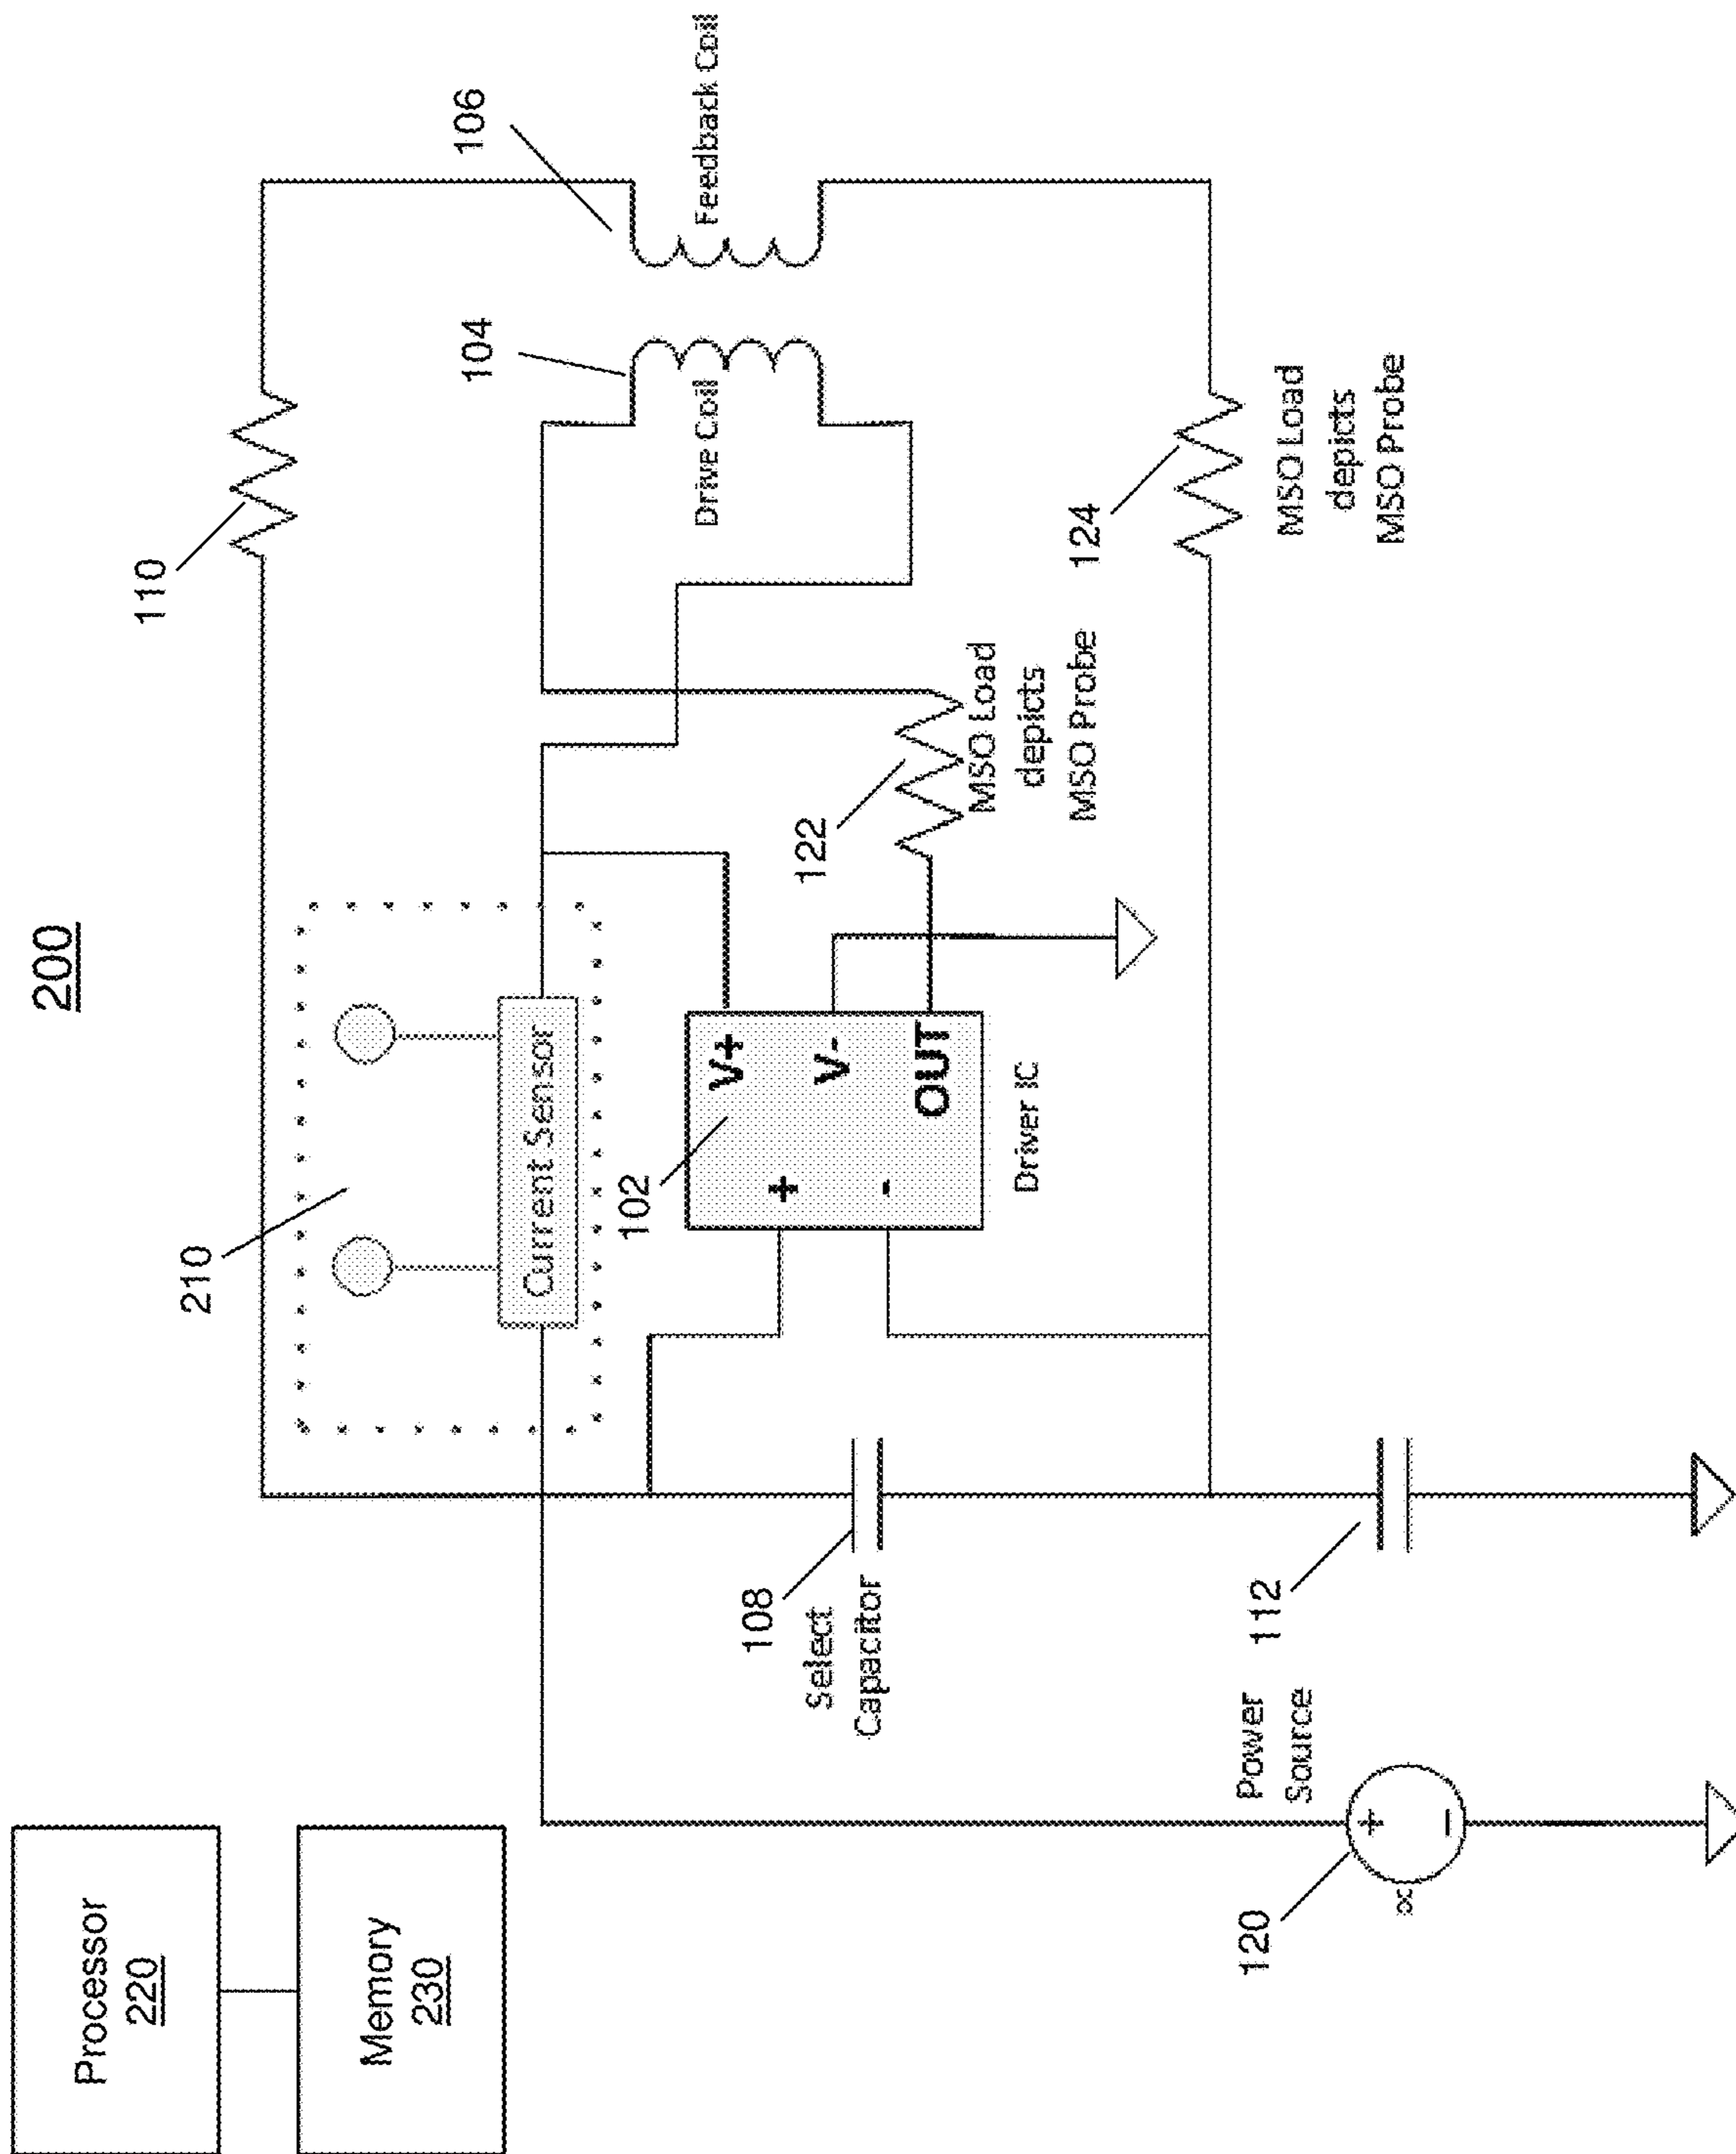 200
Processor
220
Memory
230
210
110
106
Feedback Coil
104
Drive Coil
Current Sensor
102
V+
V-
OUT
+
-
Driver IC
122
MSO Load
depicts
MSO Probe
124
MSO Load
depicts
MSO Probe
108
Select
Capacitor
112
Power
Source
120
+
-
DC